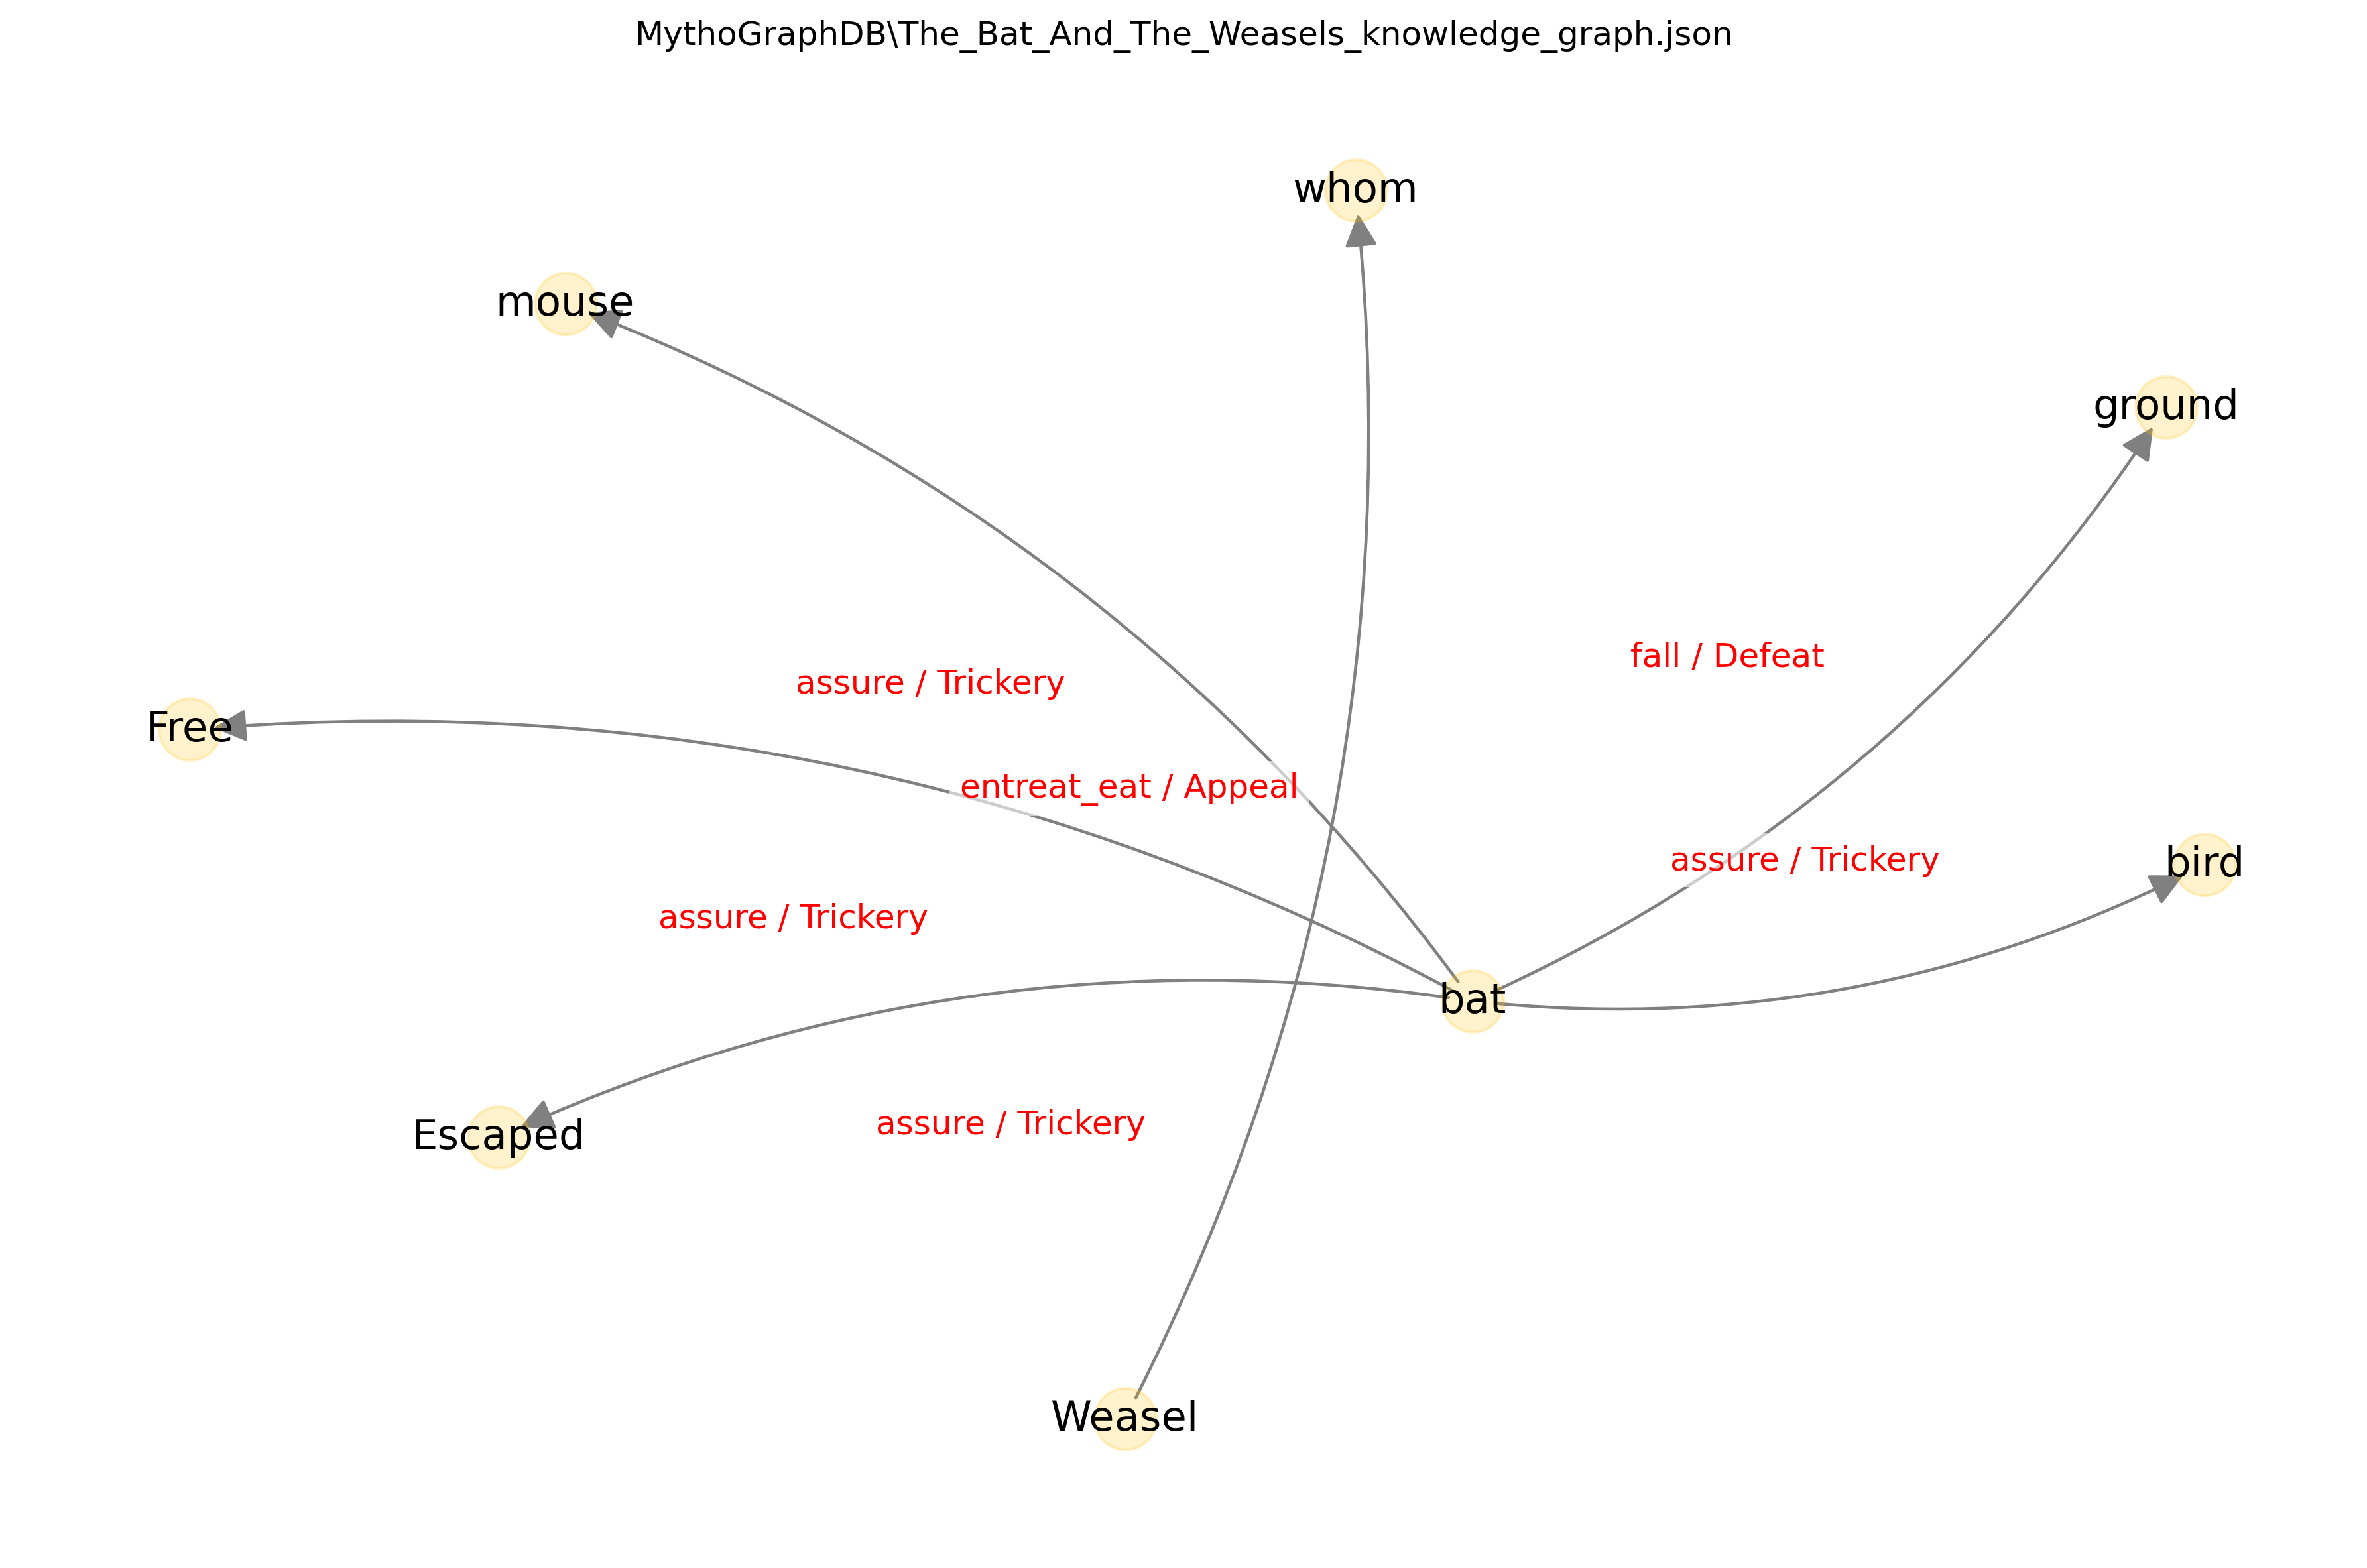 MythoGraphDB\The_Bat_And_The_Weasels_knowledge_graph.json
whom
mouse
ground
fall / Defeat
assure / Trickery
Free
entreat_eat / Appeal
assure / Trickery
bird
assure / Trickery
bat
assure / Trickery
Escaped
Weasel